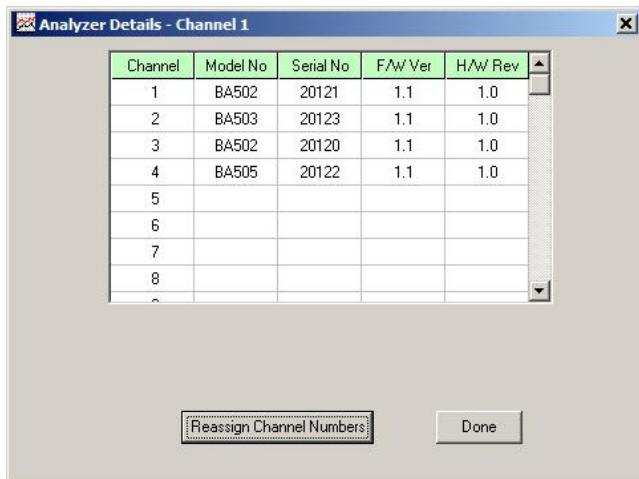 Analyzer Details - Channel 1
Channel Model No Serial No F/W Ver H/W Rev
1 BA502 20121 1.1 1.0
2 BA503 20123 1.1 1.0
3 BA502 20120 1.1 1.0
4 BA505 20122 1.1 1.0
5
6
7
8
Reassign Channel Numbers Done